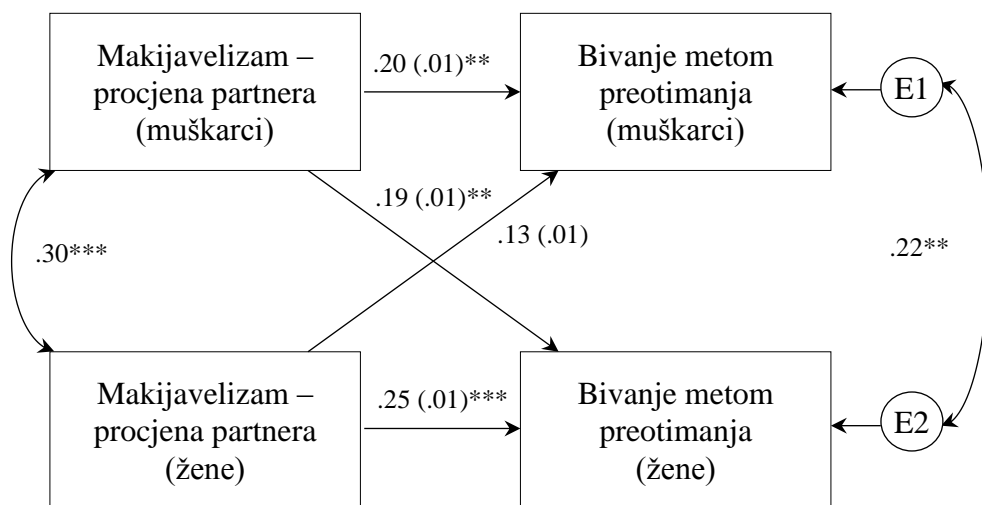 Makijavelizam –
procjena partnera
(muškarci)
.20 (.01)**
Bivanje metom
preotimanja
(muškarci)
E1
.30***
.19 (.01)**
.13 (.01)
.22**
Makijavelizam –
procjena partnera
(žene)
.25 (.01)***
Bivanje metom
preotimanja
(žene)
E2